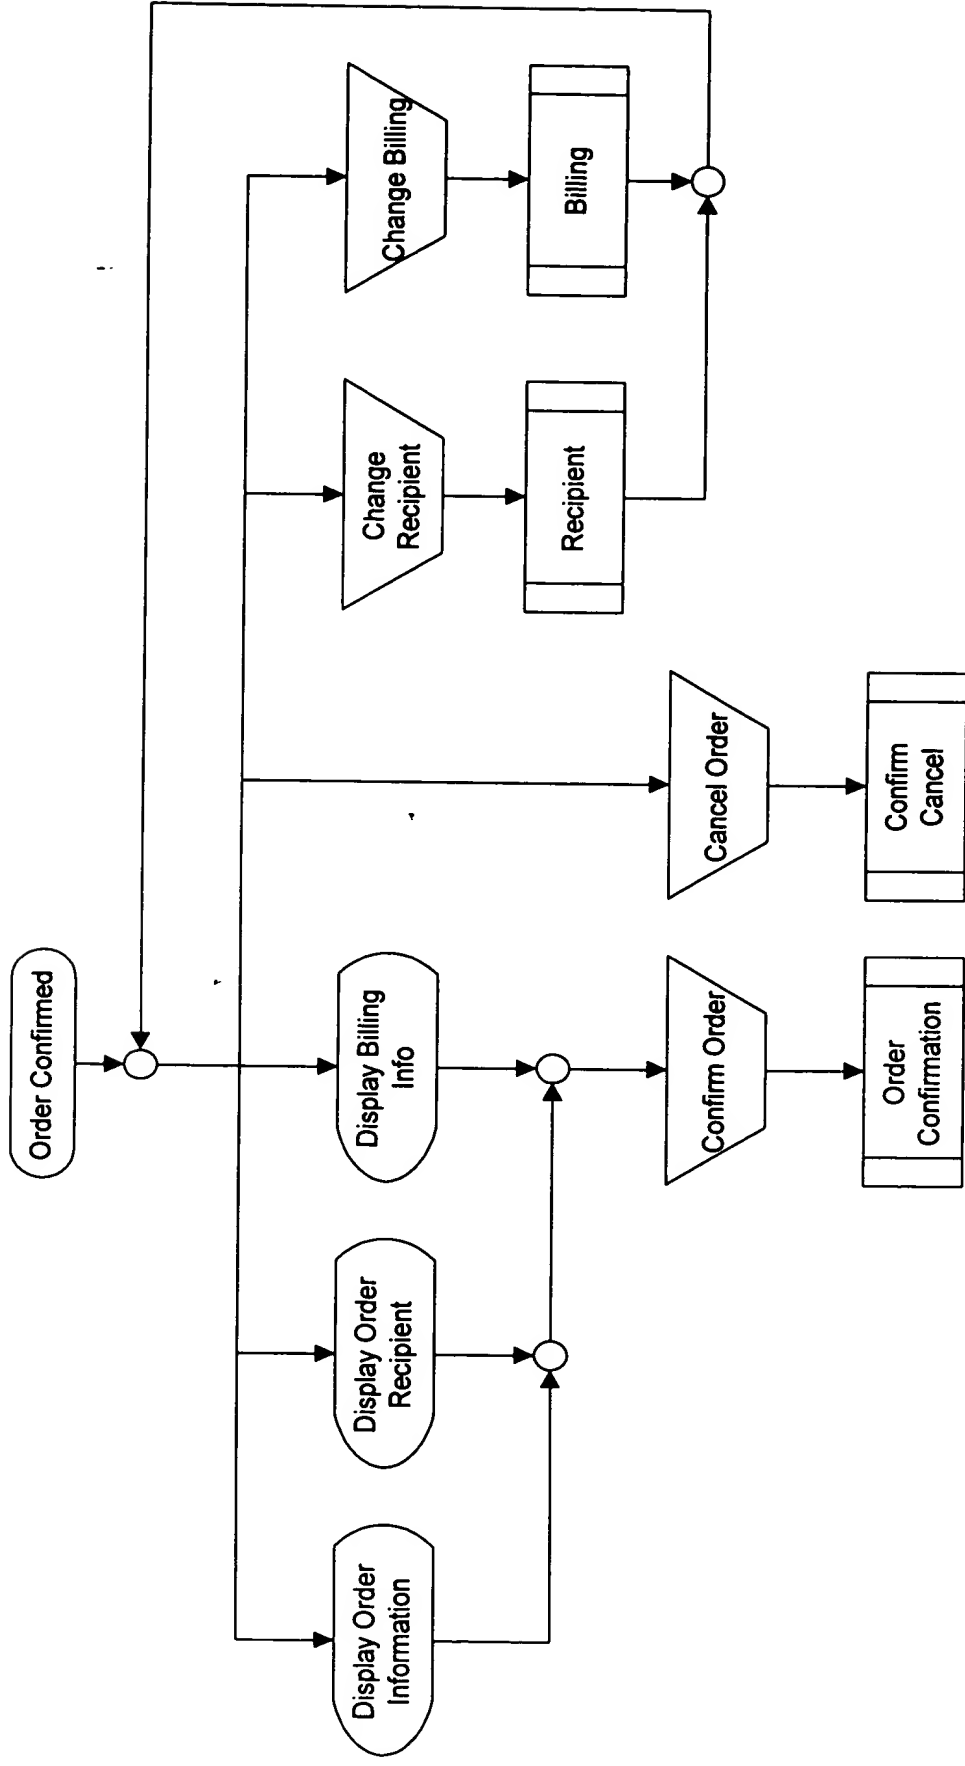 Order Confirmed
Display Order
Information
Display Order
Recipient
Display Billing
Info
Change
Recipient
Change Billing
Recipient
Billing
Confirm Order
Cancel Order
Order
Confirmation
Confirm
Cancel